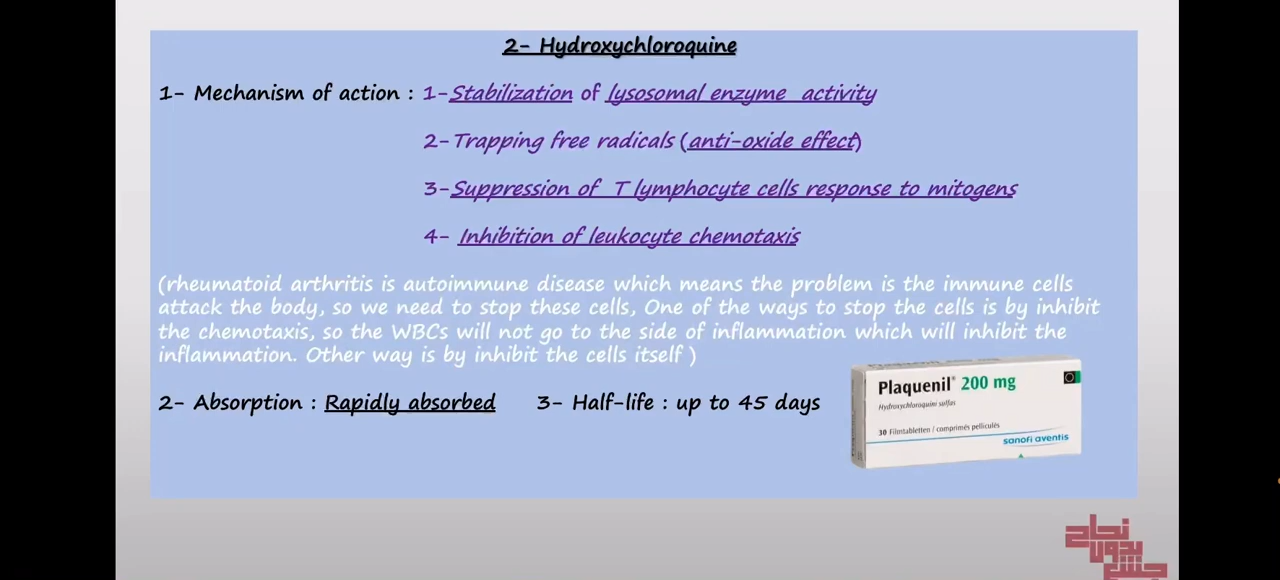 2- Hydroxychloroquine
1- Mechanism of action : 1-Stabilization of lysosomal enzyme activity
2-Trapping free radicals (anti-oxide effect)
3-Suppression of T lymphocyte cells response to mitogens
4- Inhibition of leukocyte chemotaxis
(rheumatoid arthritis is autoimmune disease which means the problem is the immune cells
attack the body, so we need to stop these cells, One of the ways to stop the cells is by inhibit
the chemotaxis, so the WBCs will not go to the side of inflammation which will inhibit the
inflammation. Other way is by inhibit the cells itself )
2- Absorption : Rapidly absorbed 3- Half-life : up to 45 days
Plaquenil® 200 mg
Hydroxychloroquini sulfas
30 Filmtabletten / comprimés pelliculés
sanofi aventis
نجاح
بدون